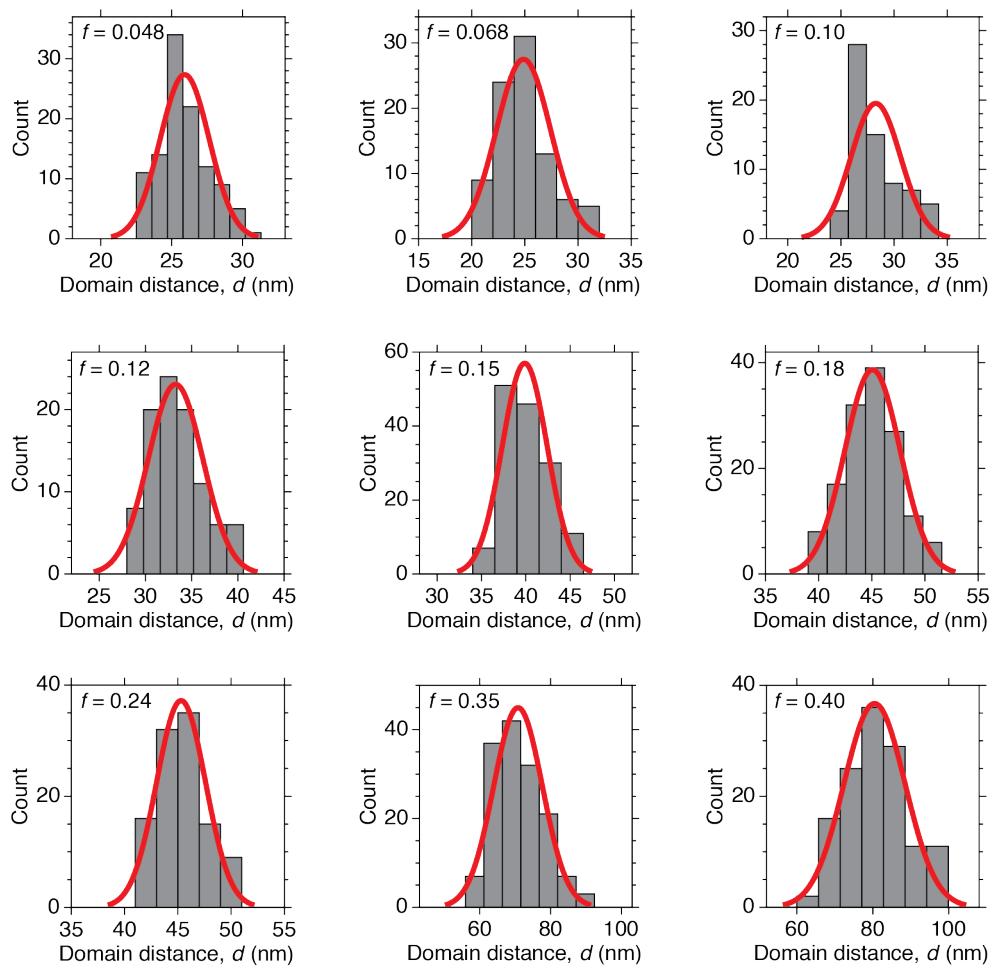 f = 0.048
30
20
10
0
Count
20 25 30
Domain distance, d (nm)
f = 0.068
30
20
10
0
Count
15 20 25 30 35
Domain distance, d (nm)
f = 0.10
30
20
10
0
Count
20 25 30 35
Domain distance, d (nm)
f = 0.12
20
10
0
Count
25 30 35 40 45
Domain distance, d (nm)
f = 0.15
60
40
20
0
Count
30 35 40 45 50
Domain distance, d (nm)
f = 0.18
40
20
0
Count
35 40 45 50 55
Domain distance, d (nm)
f = 0.24
40
20
0
Count
35 40 45 50 55
Domain distance, d (nm)
f = 0.35
40
20
0
Count
60 80 100
Domain distance, d (nm)
f = 0.40
40
20
0
Count
60 80 100
Domain distance, d (nm)